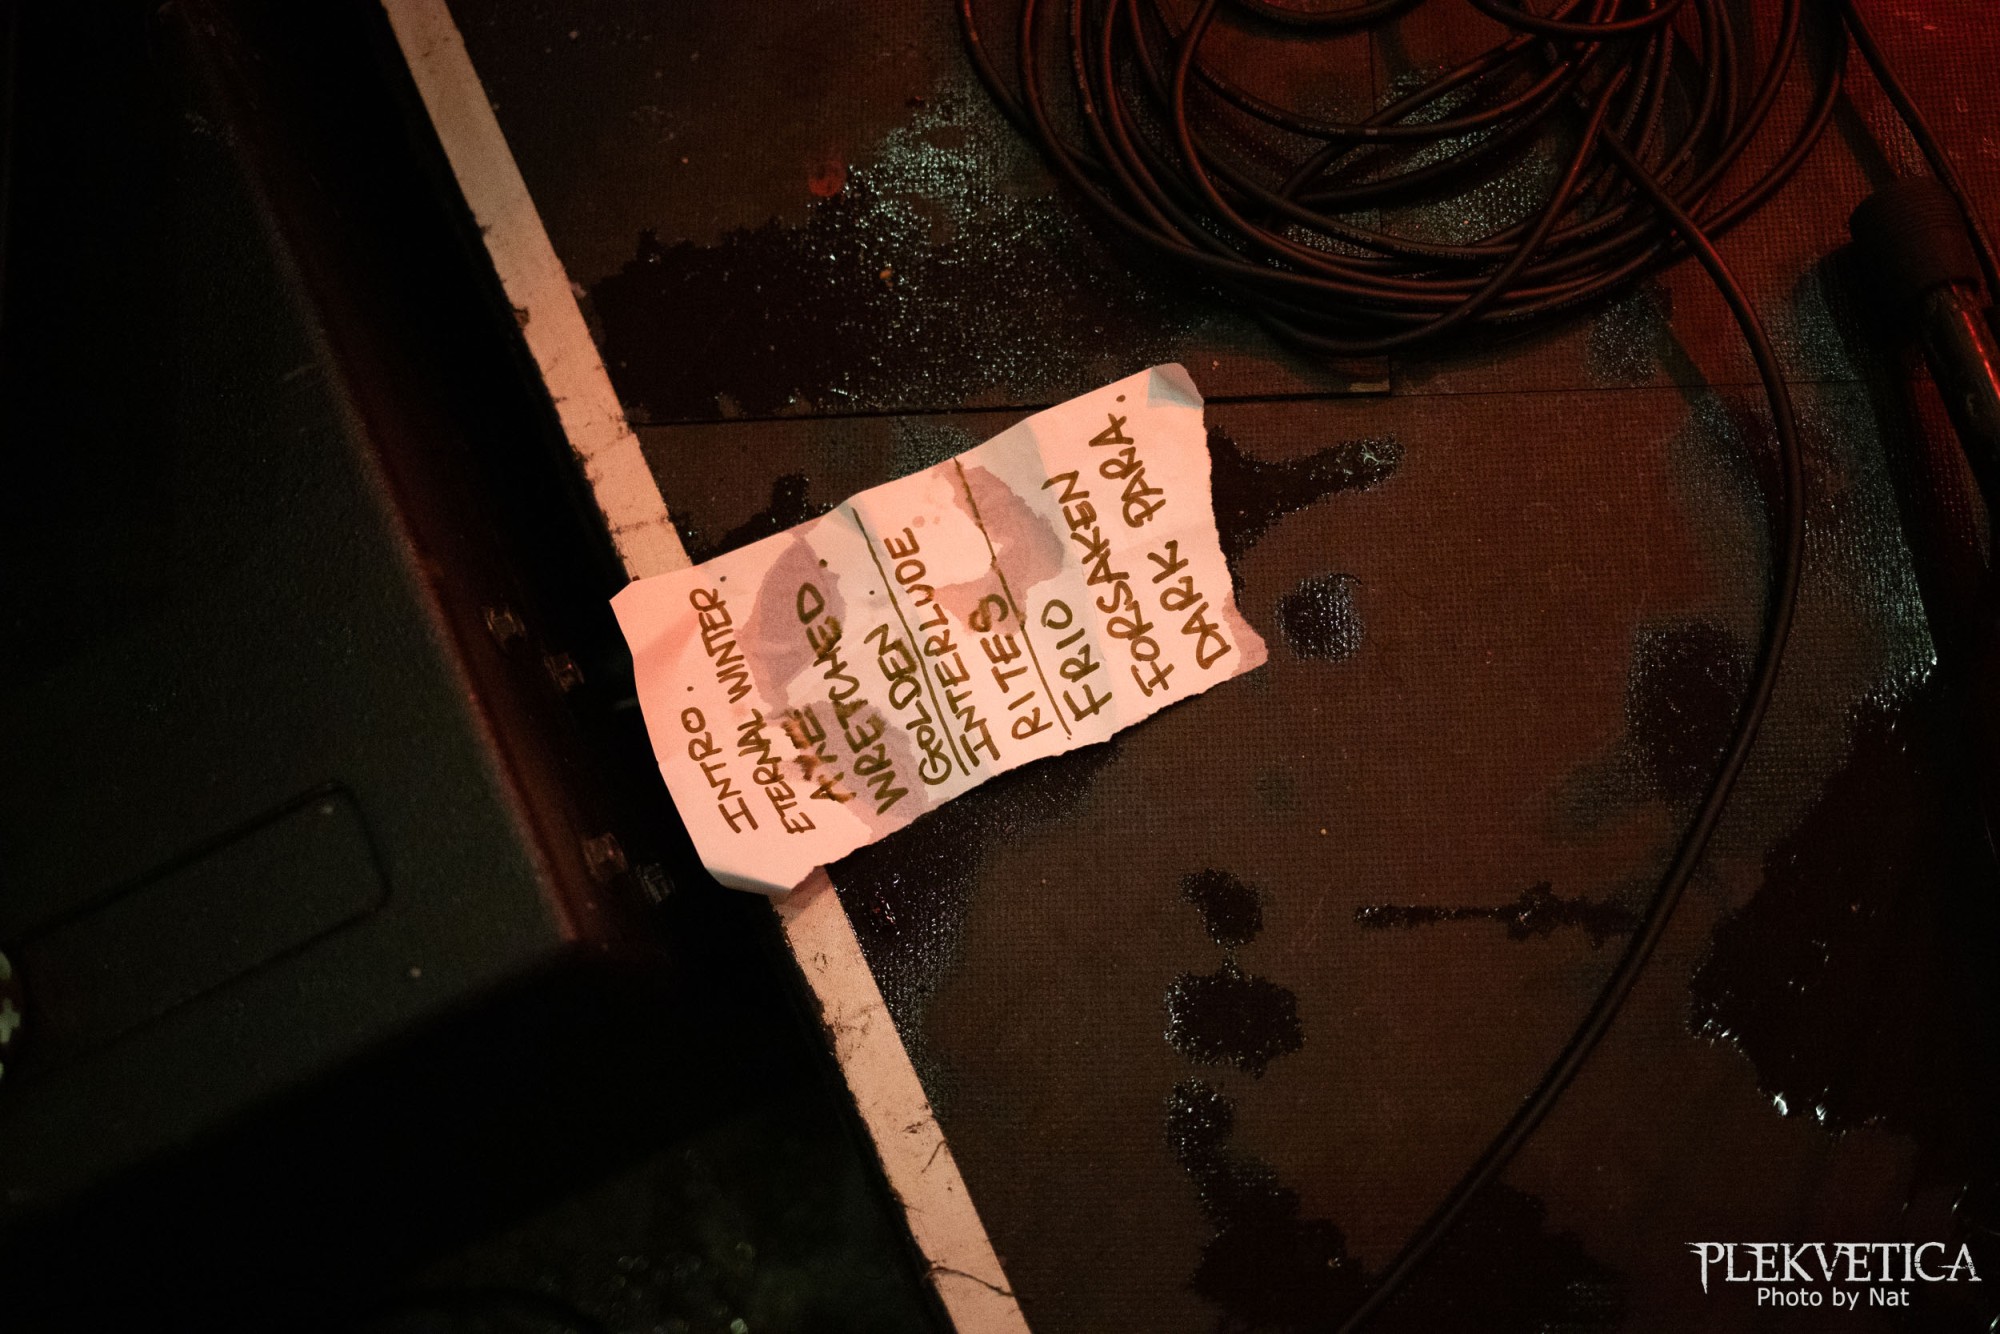 INTRO.
ETERNAL WINTER.
AXE
WRETCHED.
GOLDEN..
INTERLUDE
RITES
FRIO
FORSAKEN
DARK PARA.
PLEKVETICA
Photo by Nat